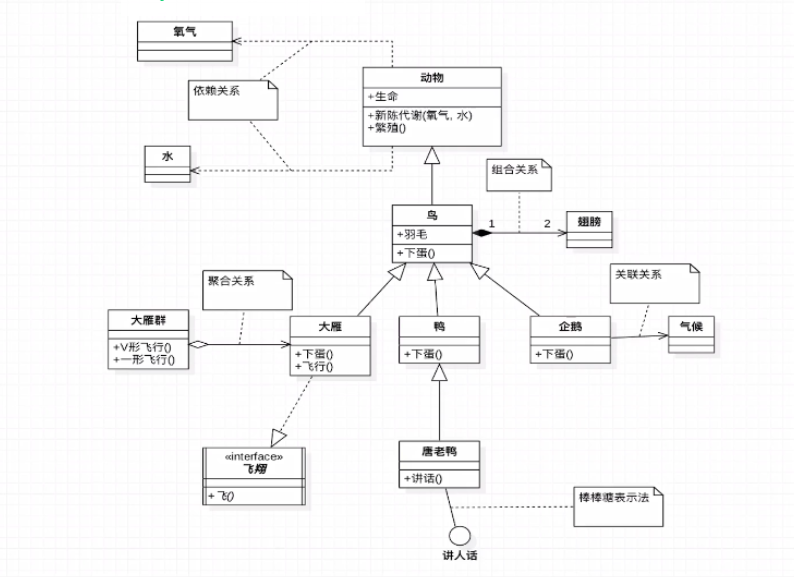 氧气
动物
+生命
+新陈代谢(氧气, 水)
+繁殖()
依赖关系
水
组合关系
鸟
+羽毛
+下蛋()
1
2
翅膀
聚合关系
关联关系
大雁群
+V形飞行()
+一形飞行()
大雁
+下蛋()
+飞行()
鸭
+下蛋()
企鹅
+下蛋()
气候
«interface»
飞翔
+飞()
唐老鸭
+讲话()
棒棒糖表示法
讲人话